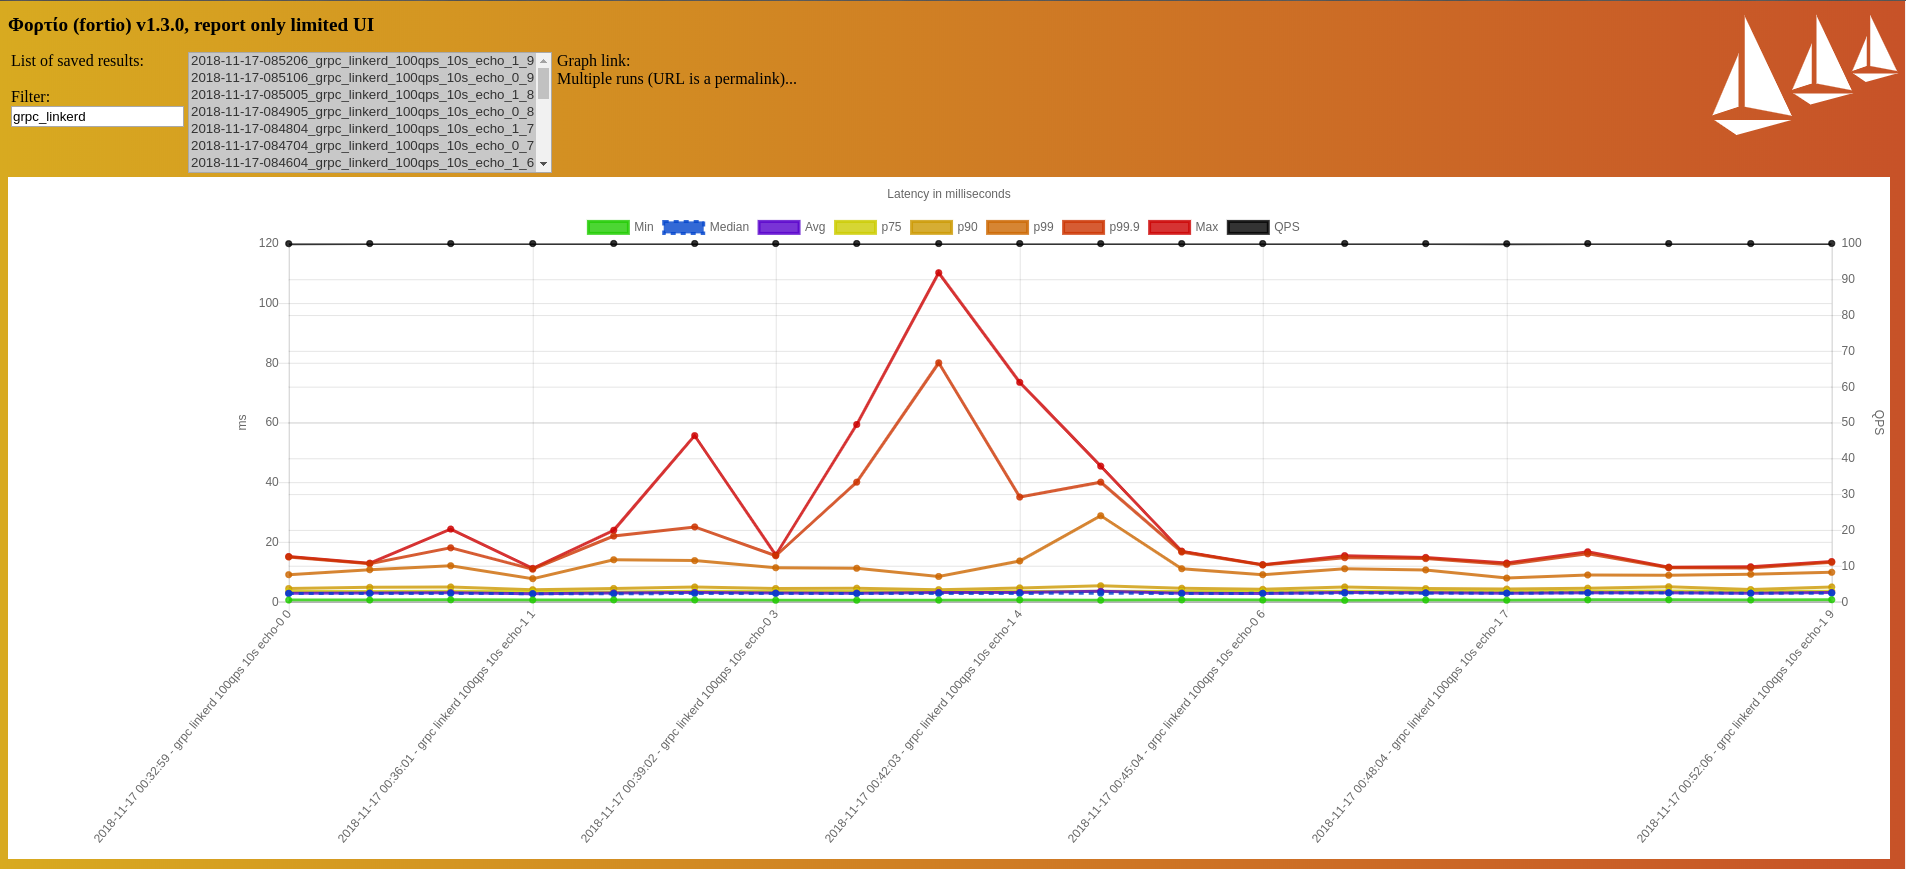 Φορτίο (fortio) v1.3.0, report only limited UI
List of saved results:
Filter:
grpc_linkerd
2018-11-17-085206_grpc_linkerd_100qps_10s_echo_1_9
2018-11-17-085106_grpc_linkerd_100qps_10s_echo_0_9
2018-11-17-085005_grpc_linkerd_100qps_10s_echo_1_8
2018-11-17-084905_grpc_linkerd_100qps_10s_echo_0_8
2018-11-17-084804_grpc_linkerd_100qps_10s_echo_1_7
2018-11-17-084704_grpc_linkerd_100qps_10s_echo_0_7
2018-11-17-084604_grpc_linkerd_100qps_10s_echo_1_6
Graph link:
Multiple runs (URL is a permalink)...
Latency in milliseconds
Min Median Avg p75 p90 p99 p99.9 Max QPS
120
100
80
60
40
20
0
ms
100
90
80
70
60
50
40
30
20
10
0
QPS
2018-11-17 00:32:59 - grpc linkerd 100qps 10s echo-0 0
2018-11-17 00:36:01 - grpc linkerd 100qps 10s echo-1 1
2018-11-17 00:39:02 - grpc linkerd 100qps 10s echo-0 3
2018-11-17 00:42:03 - grpc linkerd 100qps 10s echo-1 4
2018-11-17 00:45:04 - grpc linkerd 100qps 10s echo-0 6
2018-11-17 00:48:04 - grpc linkerd 100qps 10s echo-1 7
2018-11-17 00:52:06 - grpc linkerd 100qps 10s echo-1 9